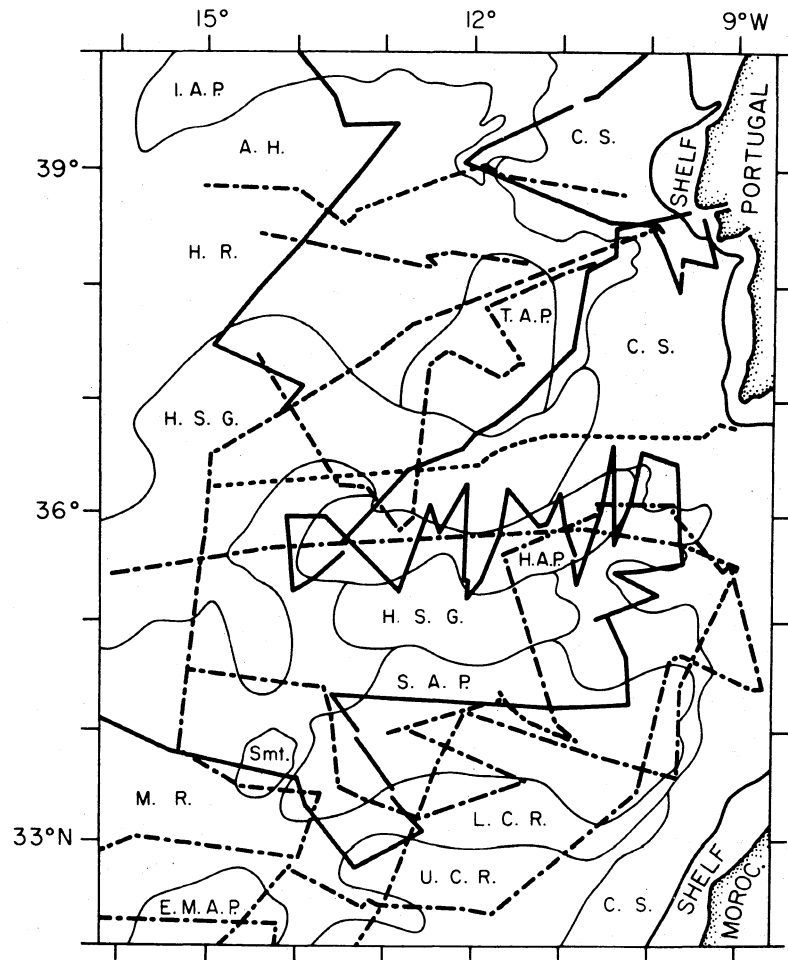 15° 12° 9°W
I.A.P.
A. H.
C. S.
SHELF
PORTUGAL
39°
H. R.
T.A.P.
C. S.
H. S. G.
36°
H.A.P.
H. S. G.
S. A. P.
Smt.
M. R.
L. C. R.
33°N
U. C. R.
E.M.A.P.
C. S.
SHELF
MOROC.